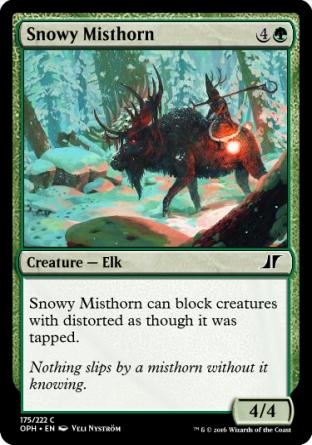 Snowy Misthorn 4
Creature — Elk
Snowy Misthorn can block creatures
with distorted as though it was
tapped.
Nothing slips by a misthorn without it
knowing.
4/4
175/222 C
OPH • EN Veli Nyström
™ & © 2016 Wizards of the Coast